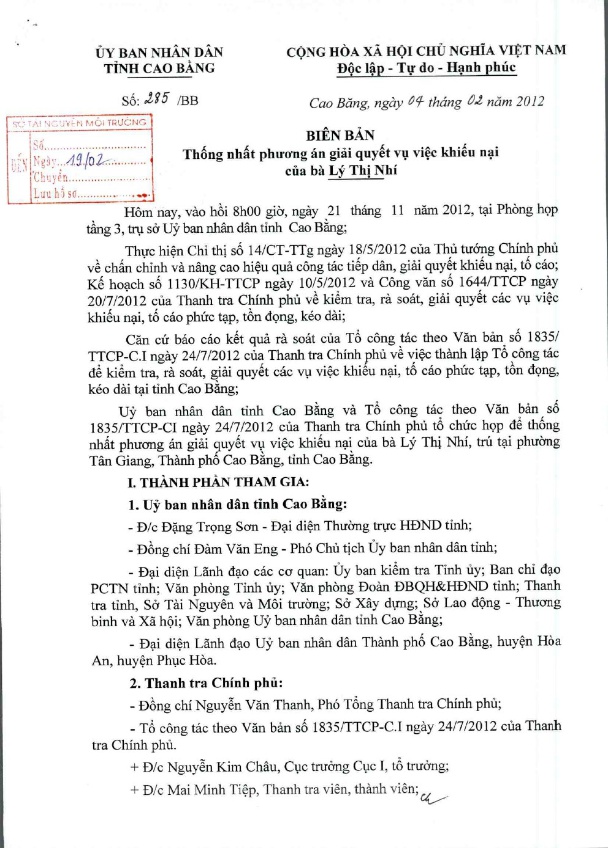 ỦY BAN NHÂN DÂN
TỈNH CAO BẰNG
CỘNG HÒA XÃ HỘI CHỦ NGHĨA VIỆT NAM
Độc lập - Tự do - Hạnh phúc
Số: 285 /BB
Cao Bằng, ngày 04 tháng 02 năm 2012
SỞ TÀI NGUYÊN MÔI TRƯỜNG
ĐẾN
Số
Ngày 19/02
Chuyển
Lưu hồ sơ
BIÊN BẢN
Thống nhất phương án giải quyết vụ việc khiếu nại
của bà Lý Thị Nhí
Hôm nay, vào hồi 8h00 giờ, ngày 21 tháng 11 năm 2012, tại Phòng họp
tầng 3, trụ sở Uỷ ban nhân dân tỉnh Cao Bằng;
Thực hiện Chỉ thị số 14/CT-TTg ngày 18/5/2012 của Thủ tướng Chính phủ
về chấn chỉnh và nâng cao hiệu quả công tác tiếp dân, giải quyết khiếu nại, tố cáo;
Kế hoạch số 1130/KH-TTCP ngày 10/5/2012 và Công văn số 1644/TTCP ngày
20/7/2012 của Thanh tra Chính phủ về kiểm tra, rà soát, giải quyết các vụ việc
khiếu nại, tố cáo phức tạp, tồn đọng, kéo dài;
Căn cứ báo cáo kết quả rà soát của Tổ công tác theo Văn bản số 1835/
TTCP-C.I ngày 24/7/2012 của Thanh tra Chính phủ về việc thành lập Tổ công tác
để kiểm tra, rà soát, giải quyết các vụ việc khiếu nại, tố cáo phức tạp, tồn đọng,
kéo dài tại tỉnh Cao Bằng;
Uỷ ban nhân dân tỉnh Cao Bằng và Tổ công tác theo Văn bản số
1835/TTCP-CI ngày 24/7/2012 của Thanh tra Chính phủ tổ chức họp để thống
nhất phương án giải quyết vụ việc khiếu nại của bà Lý Thị Nhí, trú tại phường
Tân Giang, Thành phố Cao Bằng, tỉnh Cao Bằng.
I. THÀNH PHẦN THAM GIA:
1. Uỷ ban nhân dân tỉnh Cao Bằng:
- Đ/c Đặng Trọng Sơn - Đại diện Thường trực HĐND tỉnh;
- Đồng chí Đàm Văn Eng - Phó Chủ tịch Ủy ban nhân dân tỉnh;
- Đại diện Lãnh đạo các cơ quan: Ủy ban kiểm tra Tỉnh ủy; Ban chỉ đạo
PCTN tỉnh; Văn phòng Tỉnh ủy; Văn phòng Đoàn ĐBQH&HĐND tỉnh; Thanh
tra tỉnh, Sở Tài Nguyên và Môi trường; Sở Xây dựng; Sở Lao động - Thương
binh và Xã hội; Văn phòng Uỷ ban nhân dân tỉnh Cao Bằng;
- Đại diện Lãnh đạo Uỷ ban nhân dân Thành phố Cao Bằng, huyện Hòa
An, huyện Phục Hòa.
2. Thanh tra Chính phủ:
- Đồng chí Nguyễn Văn Thanh, Phó Tổng Thanh tra Chính phủ;
- Tổ công tác theo Văn bản số 1835/TTCP-C.I ngày 24/7/2012 của Thanh
tra Chính phủ.
+ Đ/c Nguyễn Kim Châu, Cục trưởng Cục I, tổ trưởng;
+ Đ/c Mai Minh Tiệp, Thanh tra viên, thành viên;